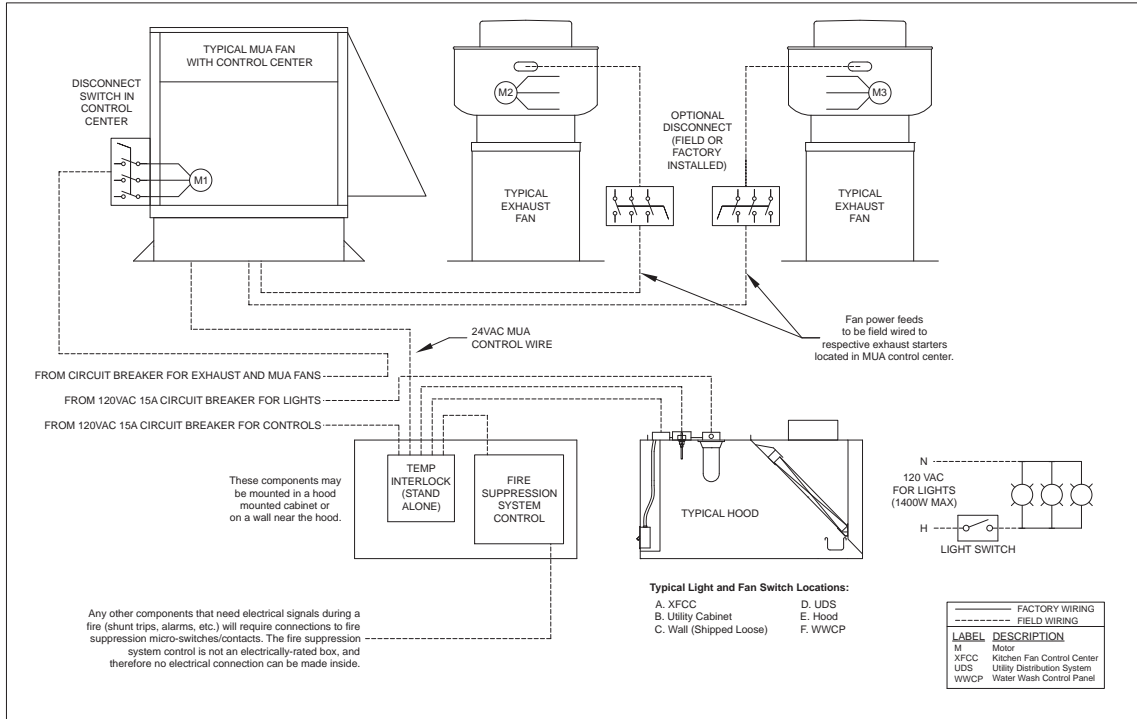 TYPICAL MUA FAN
WITH CONTROL CENTER
DISCONNECT
SWITCH IN
CONTROL
CENTER
M1
M2
TYPICAL
EXHAUST
FAN
OPTIONAL
DISCONNECT
(FIELD OR
FACTORY
INSTALLED)
M3
TYPICAL
EXHAUST
FAN
Fan power feeds
to be field wired to
respective exhaust starters
located in MUA control center.
24VAC MUA
CONTROL WIRE
FROM CIRCUIT BREAKER FOR EXHAUST AND MUA FANS
FROM 120VAC 15A CIRCUIT BREAKER FOR LIGHTS
FROM 120VAC 15A CIRCUIT BREAKER FOR CONTROLS
These components may
be mounted in a hood
mounted cabinet or
on a wall near the hood.
TEMP
INTERLOCK
(STAND
ALONE)
FIRE
SUPPRESSION
SYSTEM
CONTROL
TYPICAL HOOD
N
120 VAC
FOR LIGHTS
(1400W MAX)
H
LIGHT SWITCH
Any other components that need electrical signals during a
fire (shunt trips, alarms, etc.) will require connections to fire
suppression micro-switches/contacts. The fire suppression
system control is not an electrically-rated box, and
therefore no electrical connection can be made inside.
Typical Light and Fan Switch Locations:
A. XFCC
B. Utility Cabinet
C. Wall (Shipped Loose)
D. UDS
E. Hood
F. WWCP
FACTORY WIRING
FIELD WIRING
LABEL DESCRIPTION
M Motor
XFCC Kitchen Fan Control Center
UDS Utility Distribution System
WWCP Water Wash Control Panel